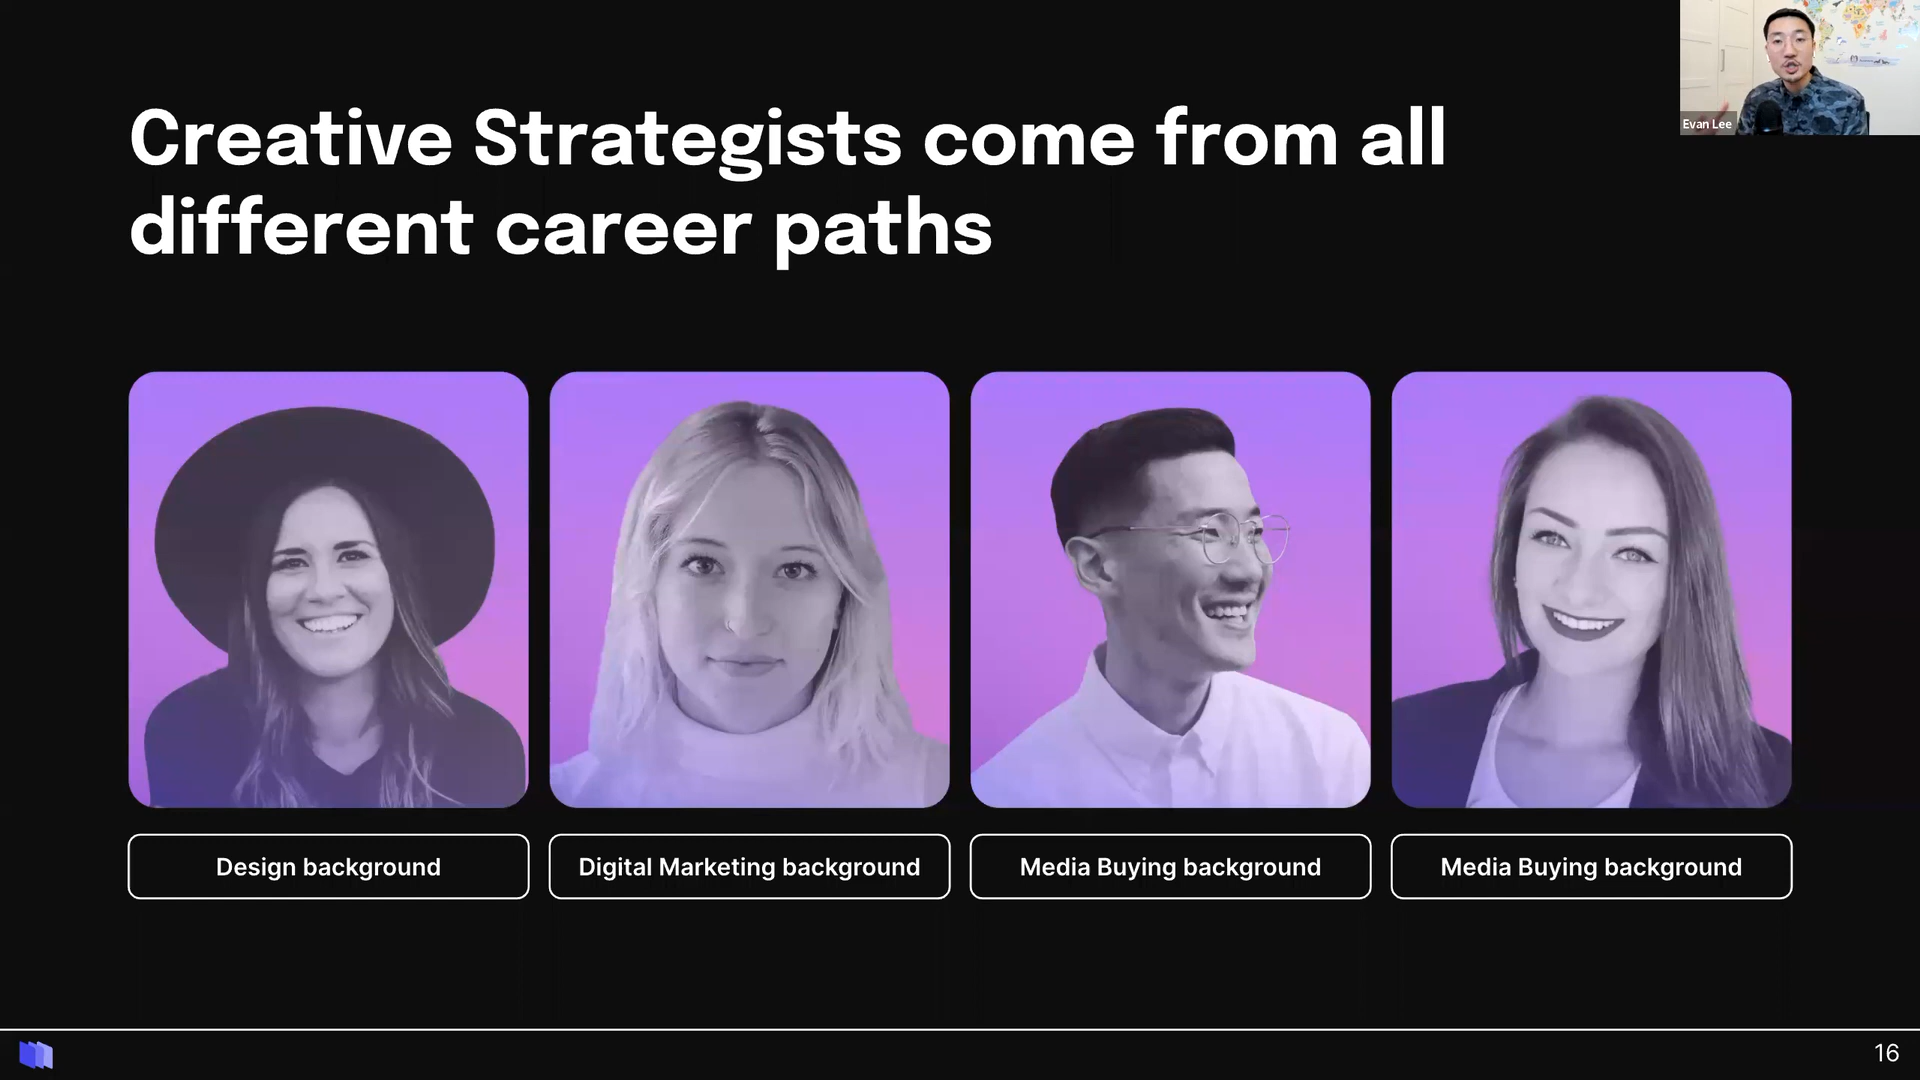 Creative Strategists come from all
different career paths
Evan Lee
Design background
Digital Marketing background
Media Buying background
Media Buying background
16